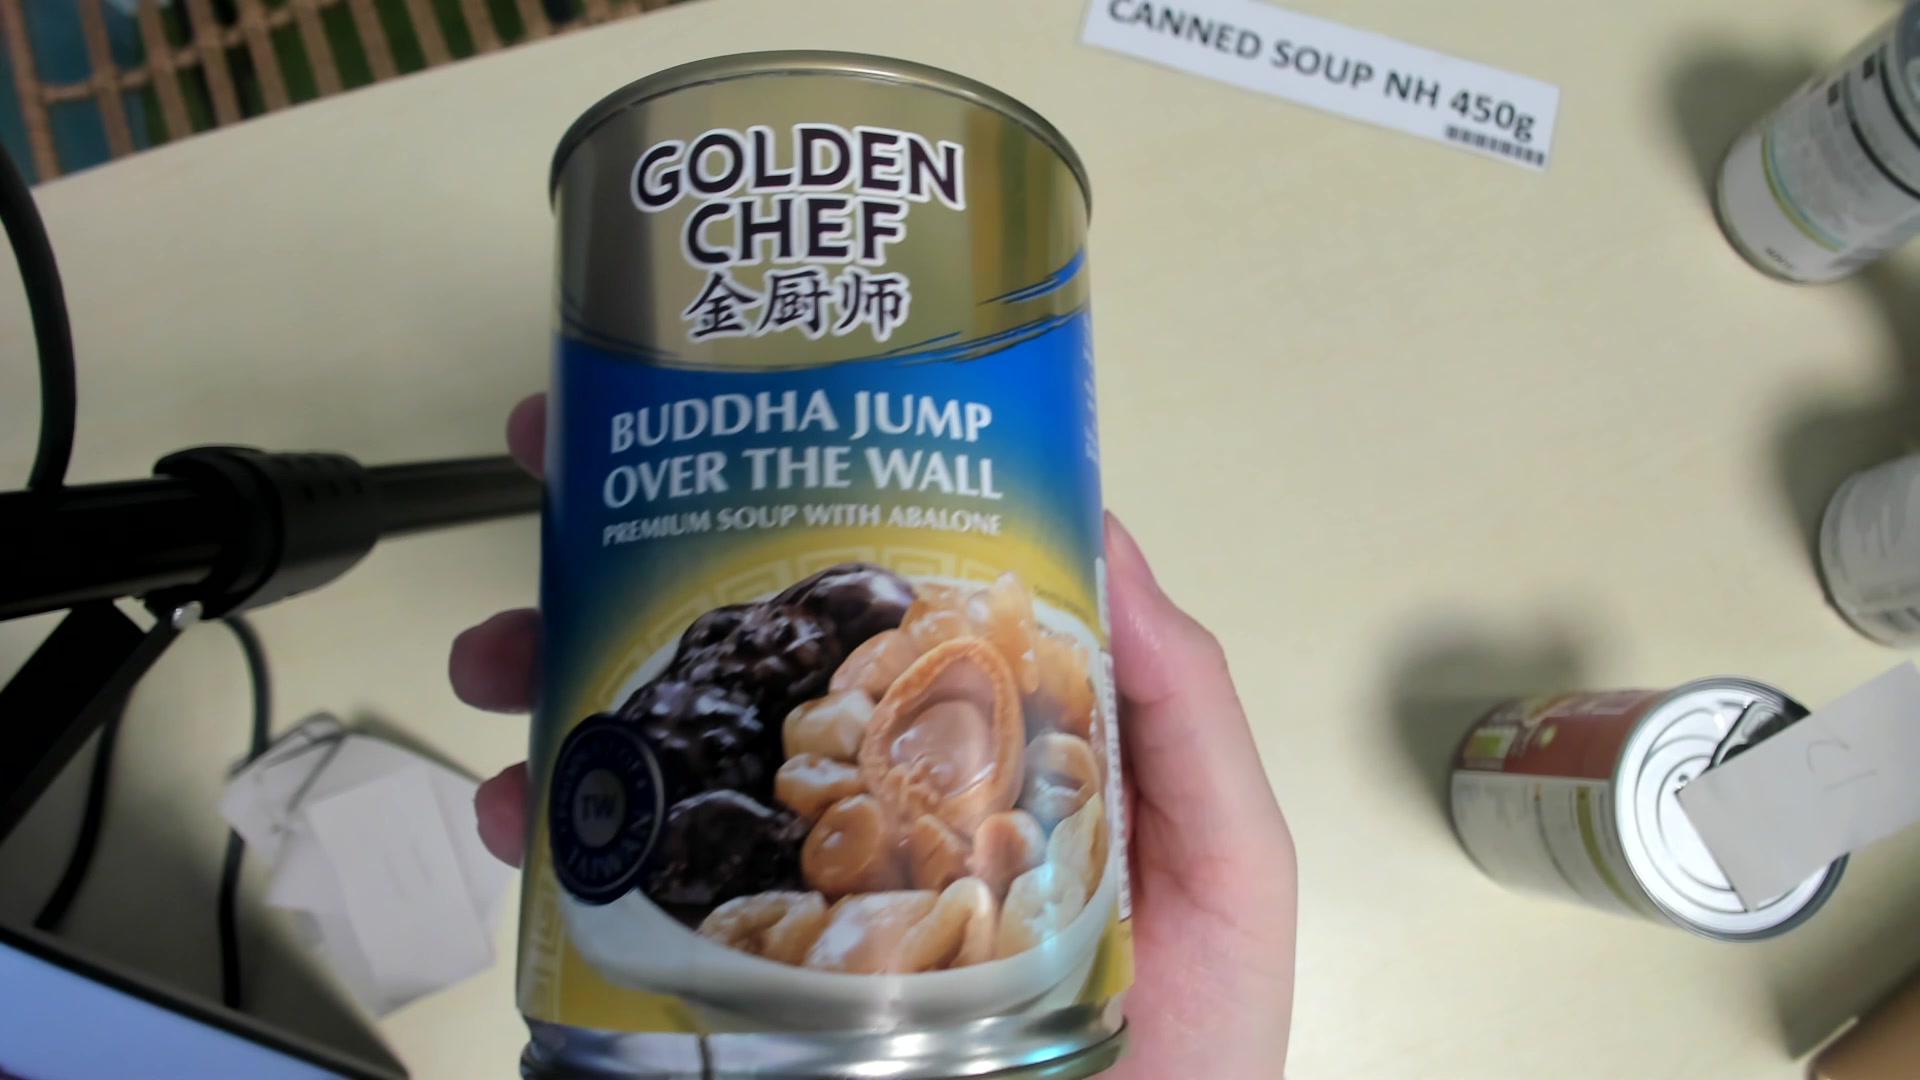 CANNED SOUP NH 450g
GOLDEN
CHEF
金厨师
BUDDHA JUMP
OVER THE WALL
PREMIUM SOUP WITH ABALONE
TW
TAIWAN